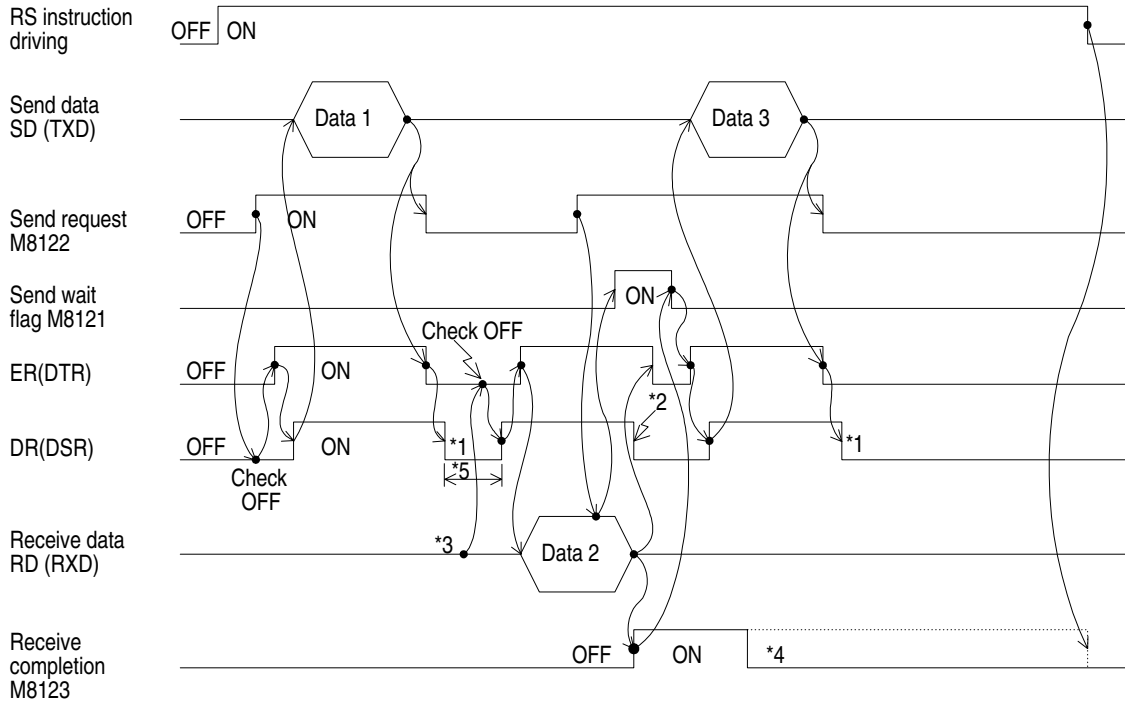 RS instruction
driving
OFF ON
Send data
SD (TXD)
Data 1
Data 3
Send request
M8122
OFF ON
Send wait
flag M8121
ON
Check OFF
ER(DTR)
OFF ON
*2
DR(DSR)
OFF ON
*1
*1
*5
Check
OFF
Receive data
RD (RXD)
*3
Data 2
Receive
completion
M8123
OFF ON *4